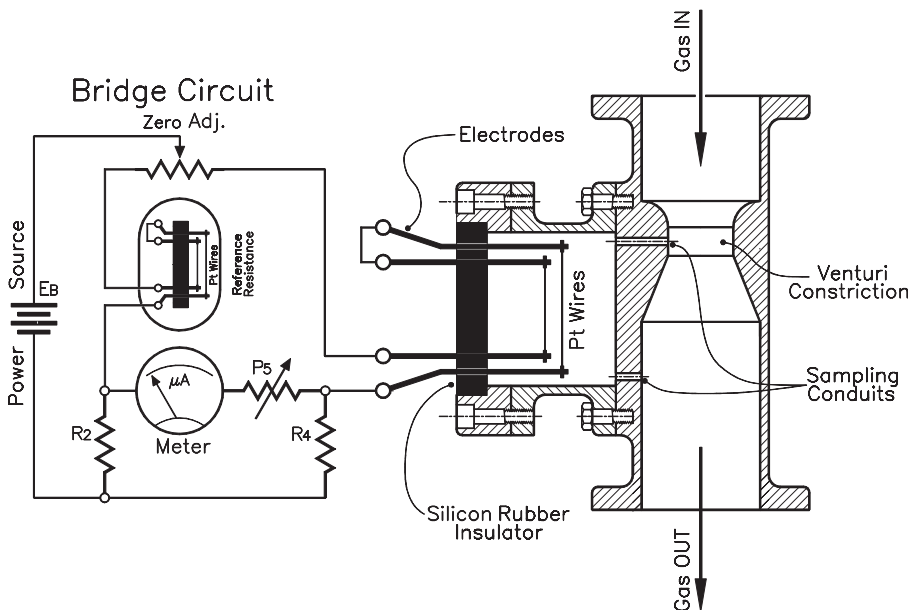 Bridge Circuit
Zero Adj.
Power Source
EB
Pt Wires
Reference
Resistance
μA
Meter
P5
R2
R4
Electrodes
Pt Wires
Silicon Rubber
Insulator
Gas IN
Venturi
Constriction
Sampling
Conduits
Gas OUT